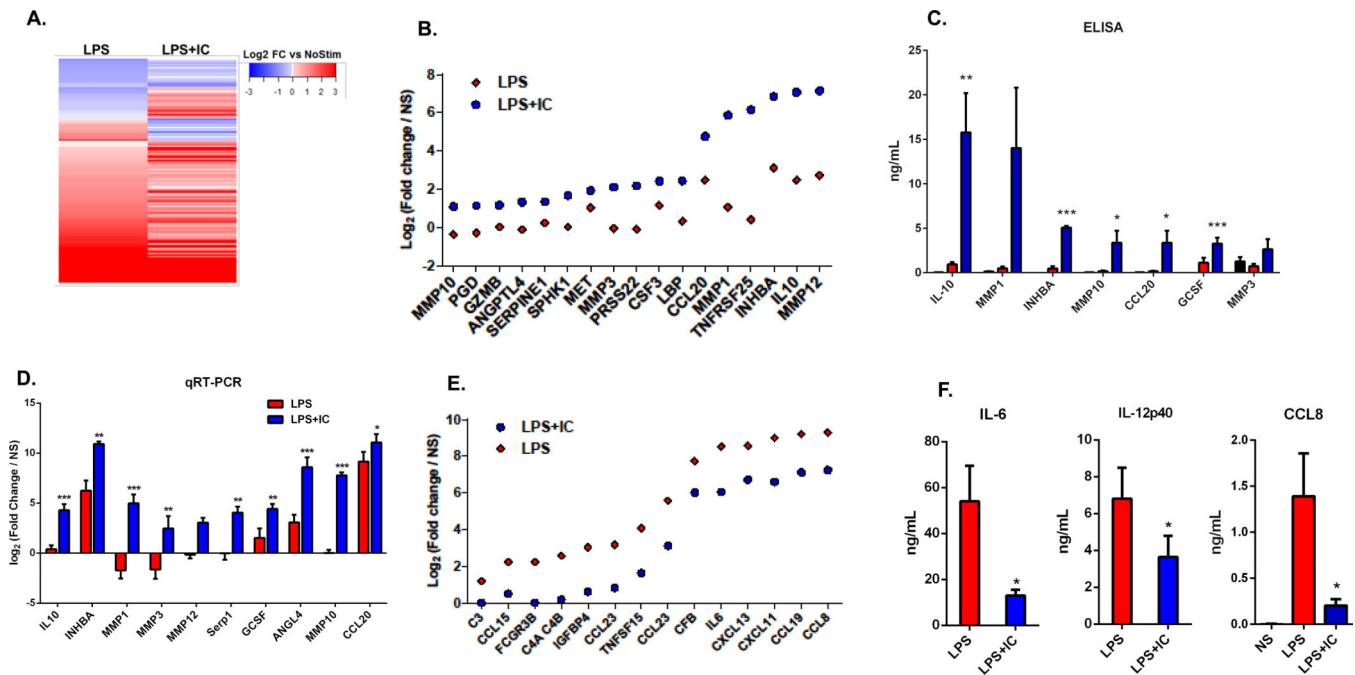 A.
LPS LPS+IC
Log2 FC vs NoStim
-3 -1 0 1 3
B.
Log2 (Fold change / NS)
8
6
4
2
0
-2
LPS
LPS+IC
MMP10 PGD GZMB ANGPTL4 SERPINE1 SPHK1 MET MMP3 PRSS22 CSF3 LBP CCL20 MMP1 TNFRSF25 INHBA IL10 MMP12
C.
ELISA
ng/mL
25
20
15
10
5
0
** *** * * ***
IL-10 MMP1 INHBA MMP10 CCL20 GCSF MMP3
D.
qRT-PCR
log2 (Fold Change / NS)
15
10
5
0
-5
LPS
LPS+IC
*** ** *** ** ** ** *** *** *
IL10 INHBA MMP1 MMP3 MMP12 Serp1 GCSF ANGL4 MMP10 CCL20
E.
Log2 (Fold change / NS)
10
8
6
4
2
0
LPS+IC
LPS
C3 CCL15 FCGR3B C4A C4B IGFBP4 CCL23 TNFSF15 CCL23 CFB IL6 CXCL13 CXCL11 CCL19 CCL8
F.
IL-6
ng/mL
80
60
40
20
0
*
LPS LPS+IC
IL-12p40
ng/mL
10
8
6
4
2
0
*
LPS LPS+IC
CCL8
ng/mL
2.0
1.5
1.0
0.5
0.0
*
NS LPS LPS+IC